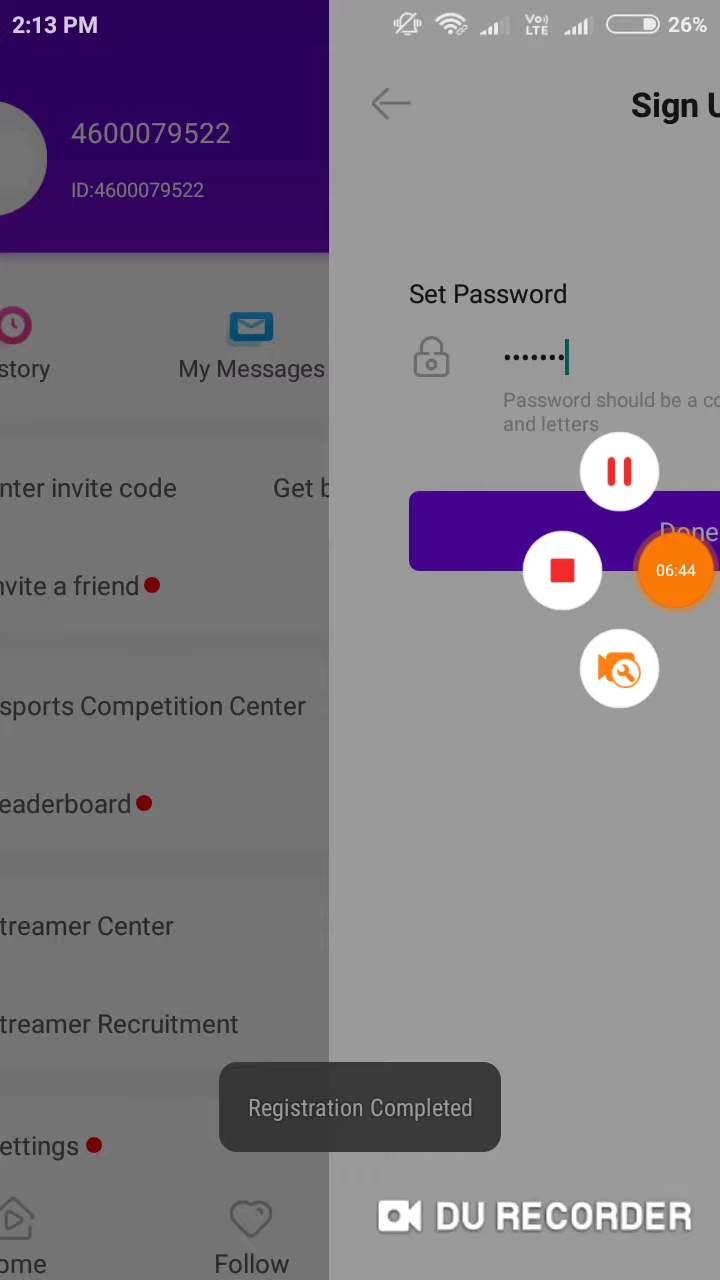 2:13 PM
Vo) LTE
26%
4600079522
ID:4600079522
Sign U
Set Password
•••••••
Password should be a co
and letters
story
My Messages
nter invite code
Get b
Done
06:44
nvite a friend
sports Competition Center
eaderboard
treamer Center
treamer Recruitment
Registration Completed
ettings
ome
Follow
DU RECORDER